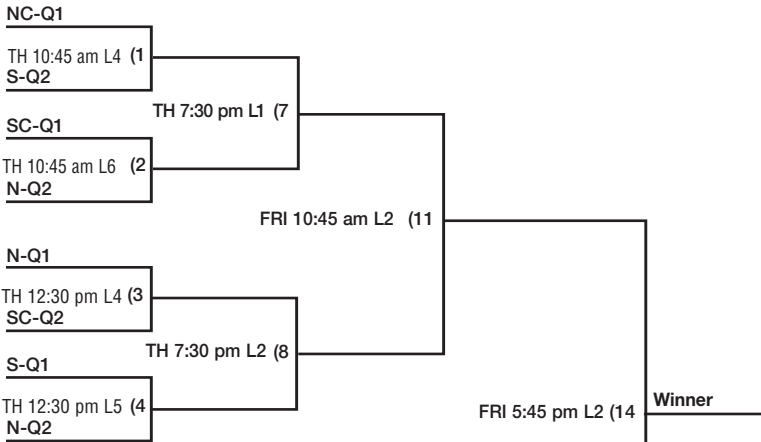 NC-Q1
TH 10:45 am L4 (1
S-Q2
TH 7:30 pm L1 (7
SC-Q1
TH 10:45 am L6 (2
N-Q2
FRI 10:45 am L2 (11
N-Q1
TH 12:30 pm L4 (3
SC-Q2
TH 7:30 pm L2 (8
S-Q1
TH 12:30 pm L5 (4
N-Q2
FRI 5:45 pm L2 (14
Winner